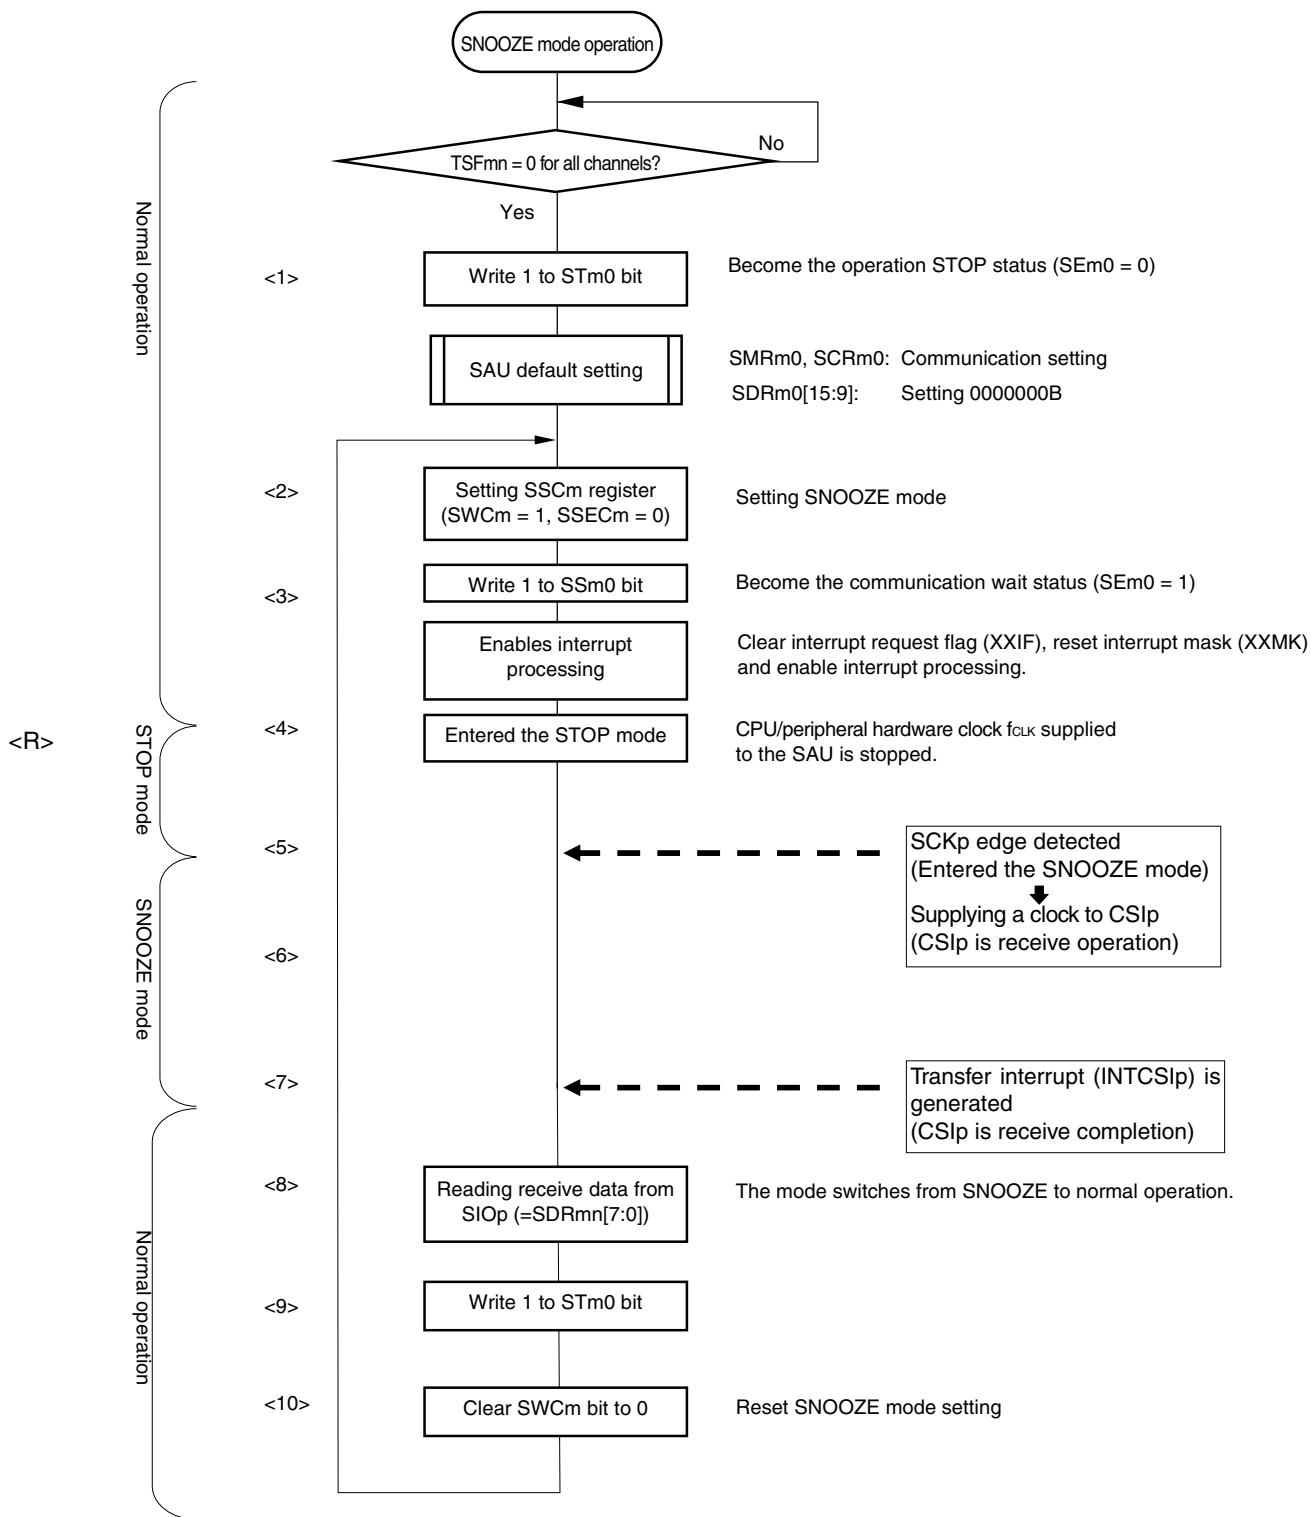 SNOOZE mode operation
No
TSFmn = 0 for all channels?
Yes
Normal operation
<1>
Write 1 to STm0 bit
Become the operation STOP status (SEm0 = 0)
SAU default setting
SMRm0, SCRm0: Communication setting
SDRm0[15:9]: Setting 0000000B
<2>
Setting SSCm register
(SWCm = 1, SSECm = 0)
Setting SNOOZE mode
<3>
Write 1 to SSm0 bit
Become the communication wait status (SEm0 = 1)
Enables interrupt
processing
Clear interrupt request flag (XXIF), reset interrupt mask (XXMK)
and enable interrupt processing.
<R>
STOP mode
<4>
Entered the STOP mode
CPU/peripheral hardware clock fCLK supplied
to the SAU is stopped.
<5>
SCKp edge detected
(Entered the SNOOZE mode)
Supplying a clock to CSIp
(CSIp is receive operation)
SNOOZE mode
<6>
<7>
Transfer interrupt (INTCSIp) is
generated
(CSIp is receive completion)
Normal operation
<8>
Reading receive data from
SIOp (=SDRmn[7:0])
The mode switches from SNOOZE to normal operation.
<9>
Write 1 to STm0 bit
<10>
Clear SWCm bit to 0
Reset SNOOZE mode setting